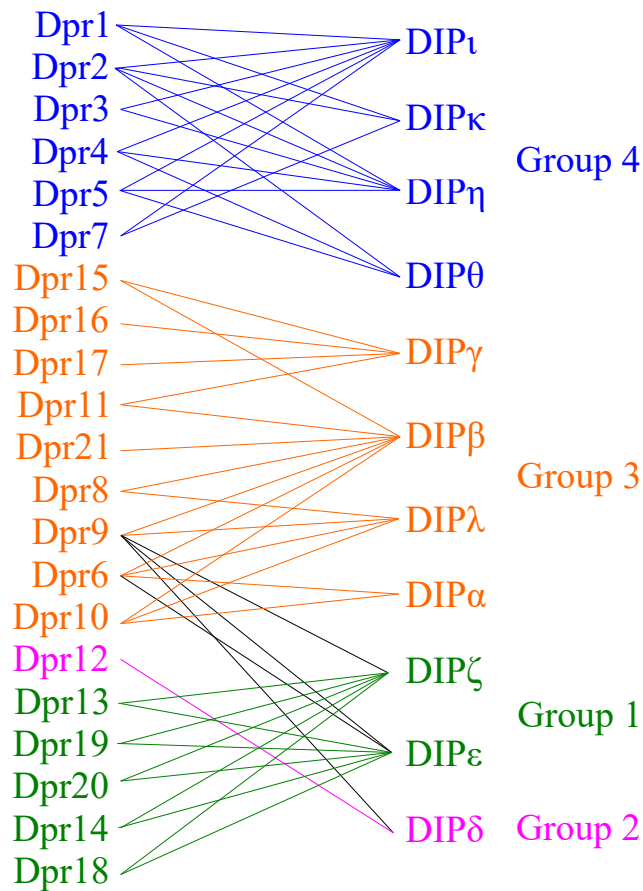 Dpr1
Dpr2
Dpr3
Dpr4
Dpr5
Dpr7
Dpr15
Dpr16
Dpr17
Dpr11
Dpr21
Dpr8
Dpr9
Dpr6
Dpr10
Dpr12
Dpr13
Dpr19
Dpr20
Dpr14
Dpr18
DIPι
DIPκ
DIPη
DIPθ
DIPγ
DIPβ
DIPλ
DIPα
DIPζ
DIPε
DIPδ
Group 4
Group 3
Group 1
Group 2